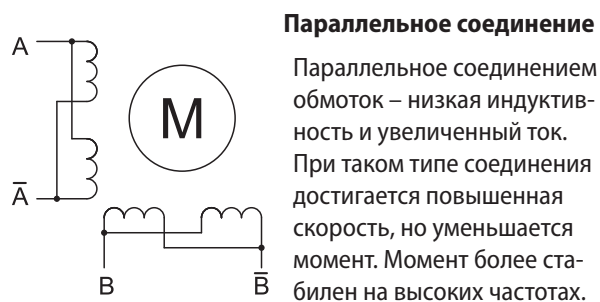 Параллельное соединение
A
M
A̅
B
B̅
Параллельное соединением
обмоток – низкая индуктив-
ность и увеличенный ток.
При таком типе соединения
достигается повышенная
скорость, но уменьшается
момент. Момент более ста-
билен на высоких частотах.